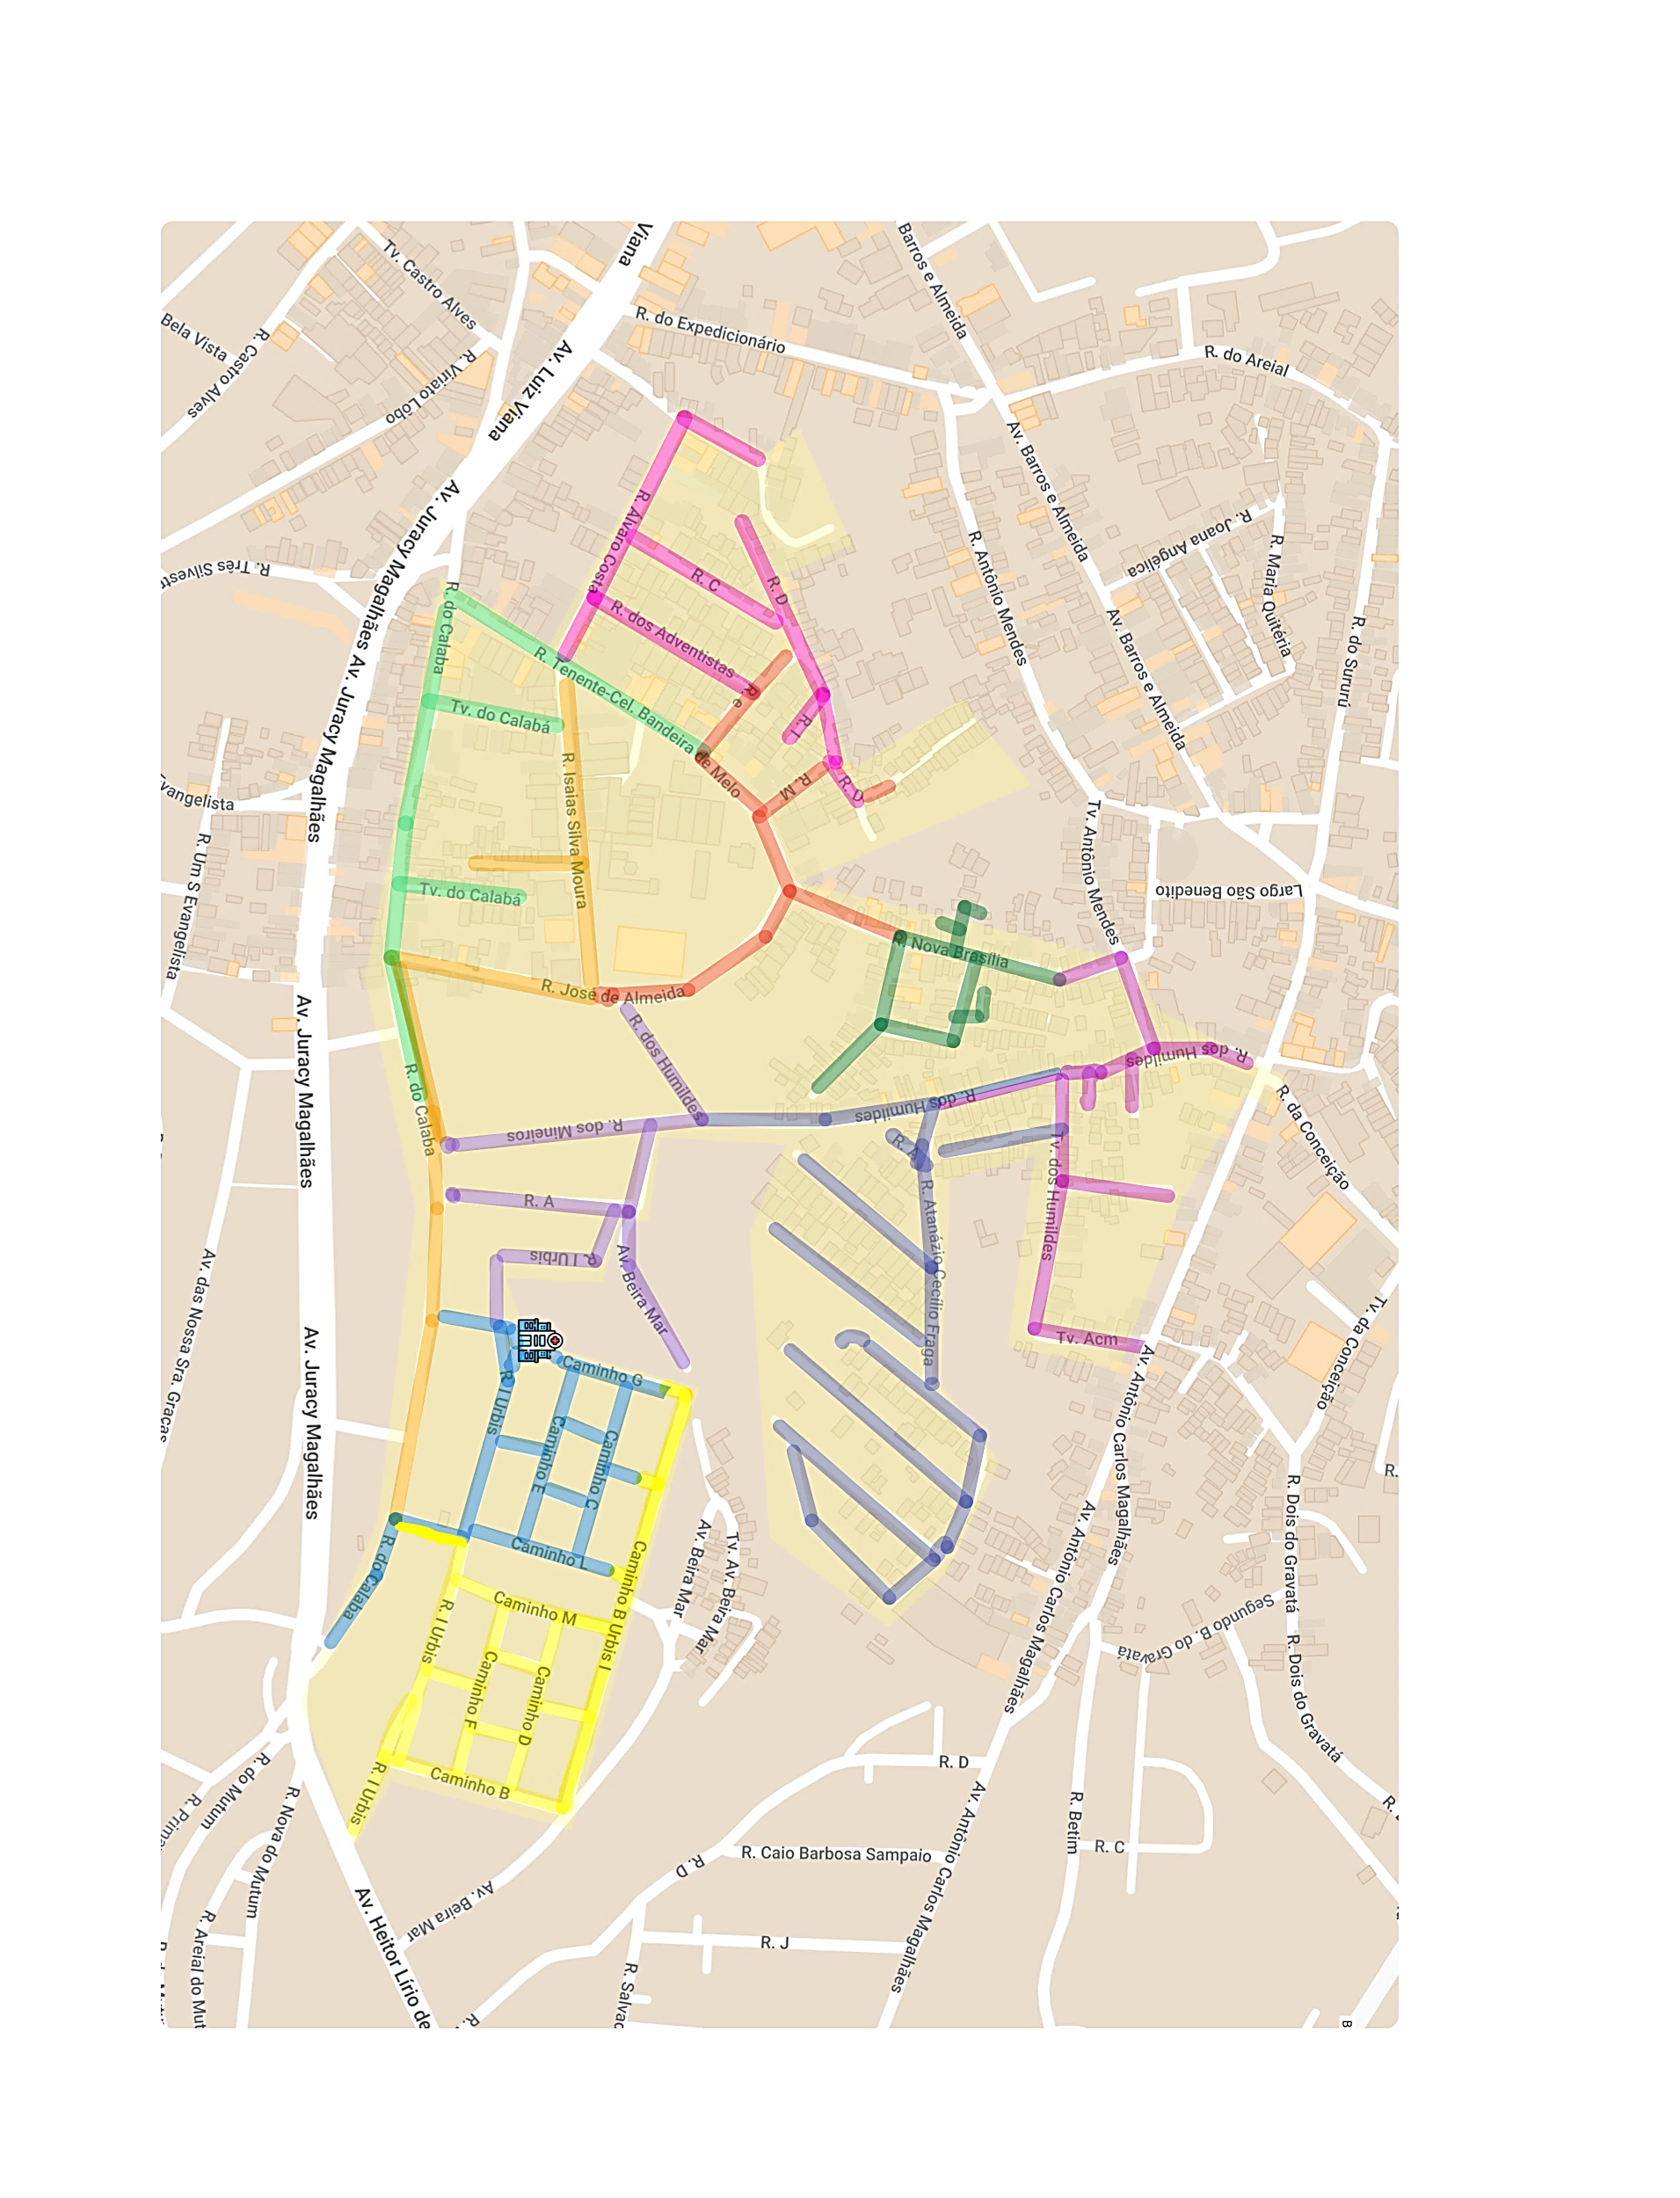 Viana
Barros e Almeida
Tv. Castro Alves
Bela Vista
R. Castro Alves
R. Viriato Lôbo
Av. Luiz Viana
R. do Expedicionário
R. do Areial
Av. Barros e Almeida
R. Álvaro Costa
R. Joana Angélica
R. Maria Quitéria
R. Antônio Mendes
Av. Juracy Magalhães
Av. Juracy Magalhães
R. Três Silvestr
R. do Calabá
R. C
R. D
R. dos Adventistas
Av. Barros e Almeida
R. do Sururú
R. Tenente-Cel. Bandeira de Melo
R. e
R. L
Tv. do Calabá
R. Isaias Silva Moura
R. M
R. D
vangelista
R. Um S Evangelista
Tv. Antônio Mendes
Tv. do Calabá
Largo São Benedito
R. Nova Brasília
R. José de Almeida
Av. Juracy Magalhães
R. dos Humildes
R. dos Humildes
R. do Calabá
R. dos Humildes
R. dos Mineiros
R. da Conceição
R. A
R. A
R. Atanázio Cecílio Fraga
Tv. dos Humildes
R. I Urbis
Av. Beira Mar
Av. das Nossa Sra. Graças
Av. Juracy Magalhães
Tv. da Conceição
Tv. Acm
Caminho G
R. I Urbis
Caminho E
Caminho C
Av. Antônio Carlos Magalhães
R.
R. Dois do Gravatá
Caminho L
R. do Calabá
Caminho B Urbis I
Av. Beira Mar
Tv. Av. Beira Mar
Av. Antônio Carlos Magalhães
Caminho M
R. I Urbis
Segundo B. do. Gravatá
R. Dois do Gravatá
Caminho F
Caminho D
R. do Mutum
R. Nova do Mutum
R. I Urbis
Caminho B
R. D
R. Betim
R. C
R. Caio Barbosa Sampaio
R. D
Av. Antônio Carlos Magalhães
Av. Beira Mar
Av. Heitor Lírio de
R. Areial do Mut
R. J
R. Salvad
R.
B